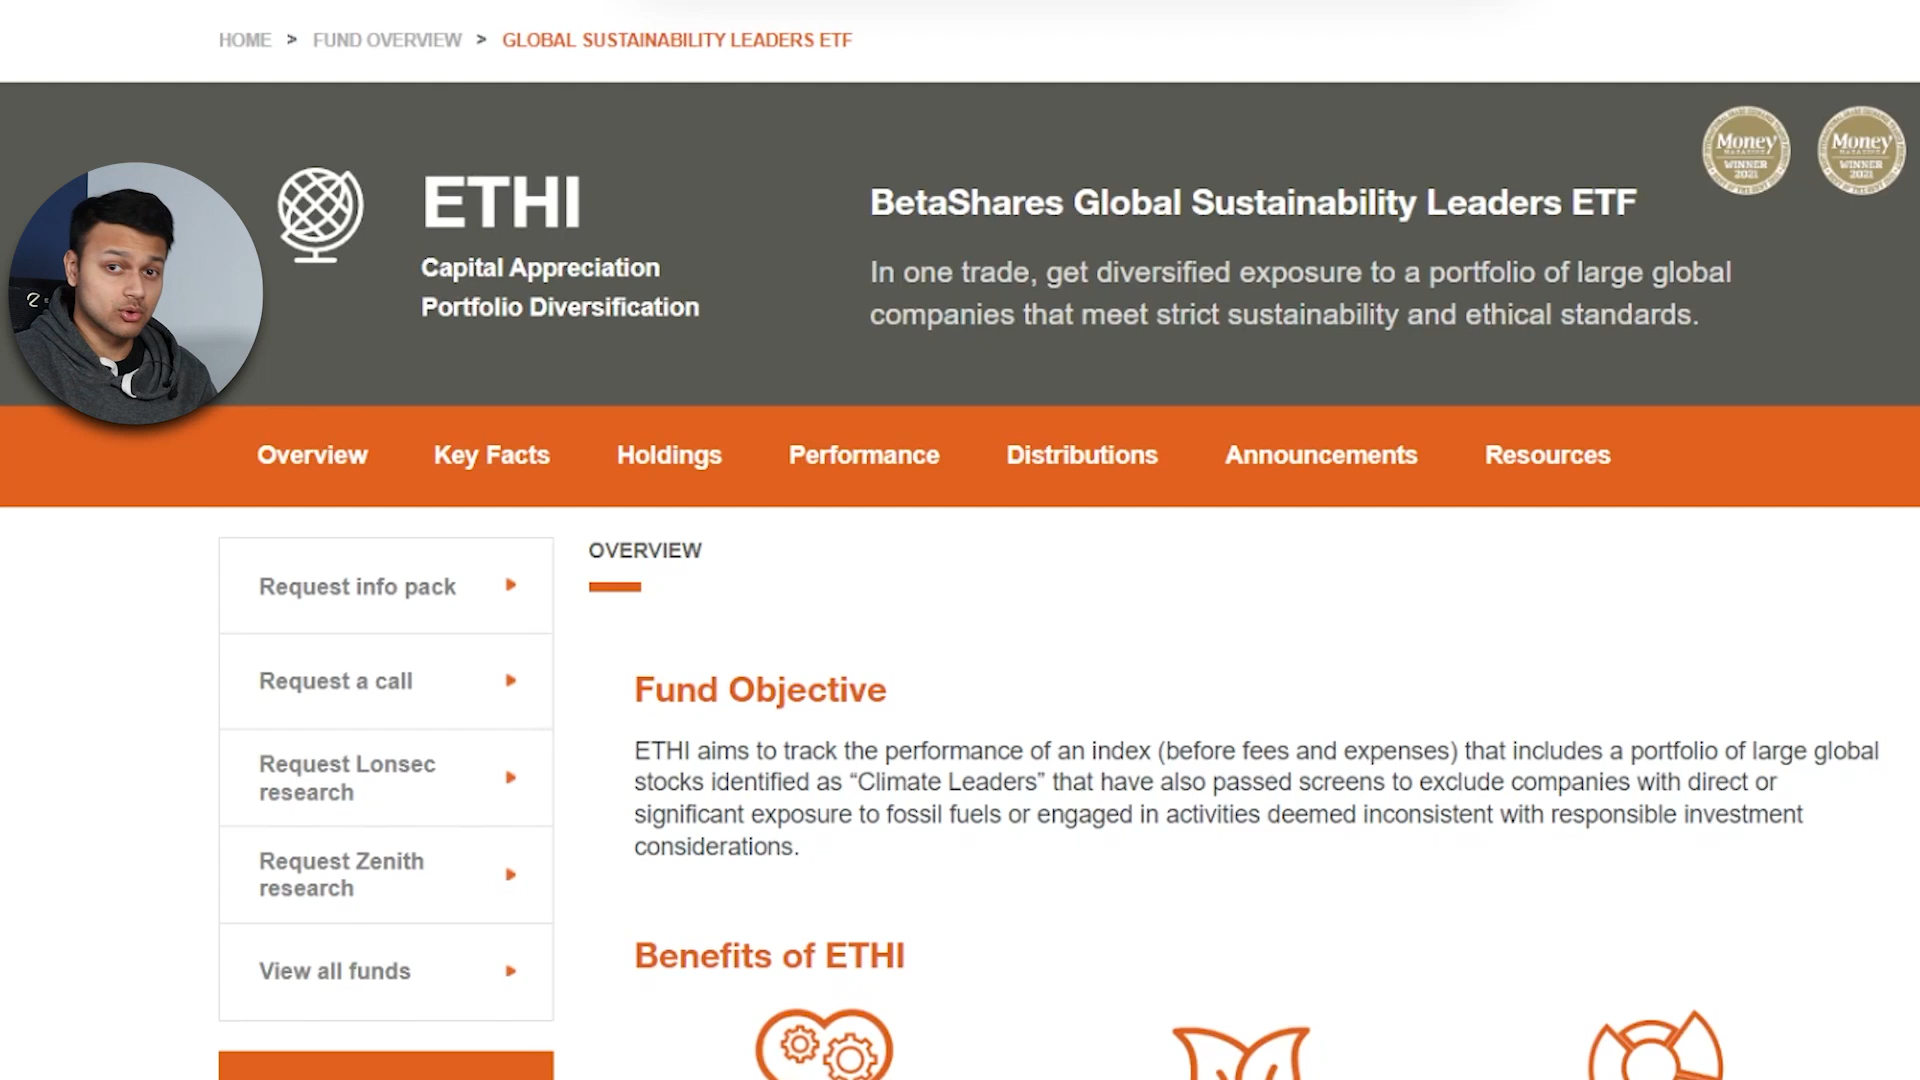 HOME > FUND OVERVIEW > GLOBAL SUSTAINABILITY LEADERS ETF
Money
WINNER
2021
Money
WINNER
2021
ETHI
Capital Appreciation
Portfolio Diversification
BetaShares Global Sustainability Leaders ETF
In one trade, get diversified exposure to a portfolio of large global
companies that meet strict sustainability and ethical standards.
Overview Key Facts Holdings Performance Distributions Announcements Resources
Request info pack
Request a call
Request Lonsec
research
Request Zenith
research
View all funds
OVERVIEW
Fund Objective
ETHI aims to track the performance of an index (before fees and expenses) that includes a portfolio of large global
stocks identified as “Climate Leaders” that have also passed screens to exclude companies with direct or
significant exposure to fossil fuels or engaged in activities deemed inconsistent with responsible investment
considerations.
Benefits of ETHI